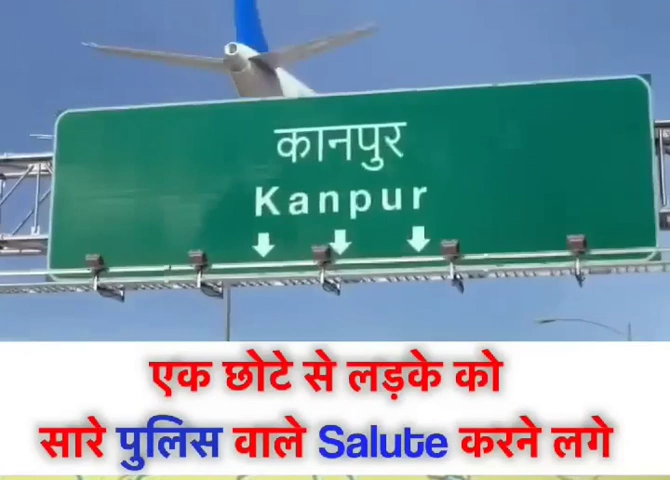 कानपुर
Kanpur
एक छोटे से लड़के को
सारे पुलिस वाले Salute करने लगे